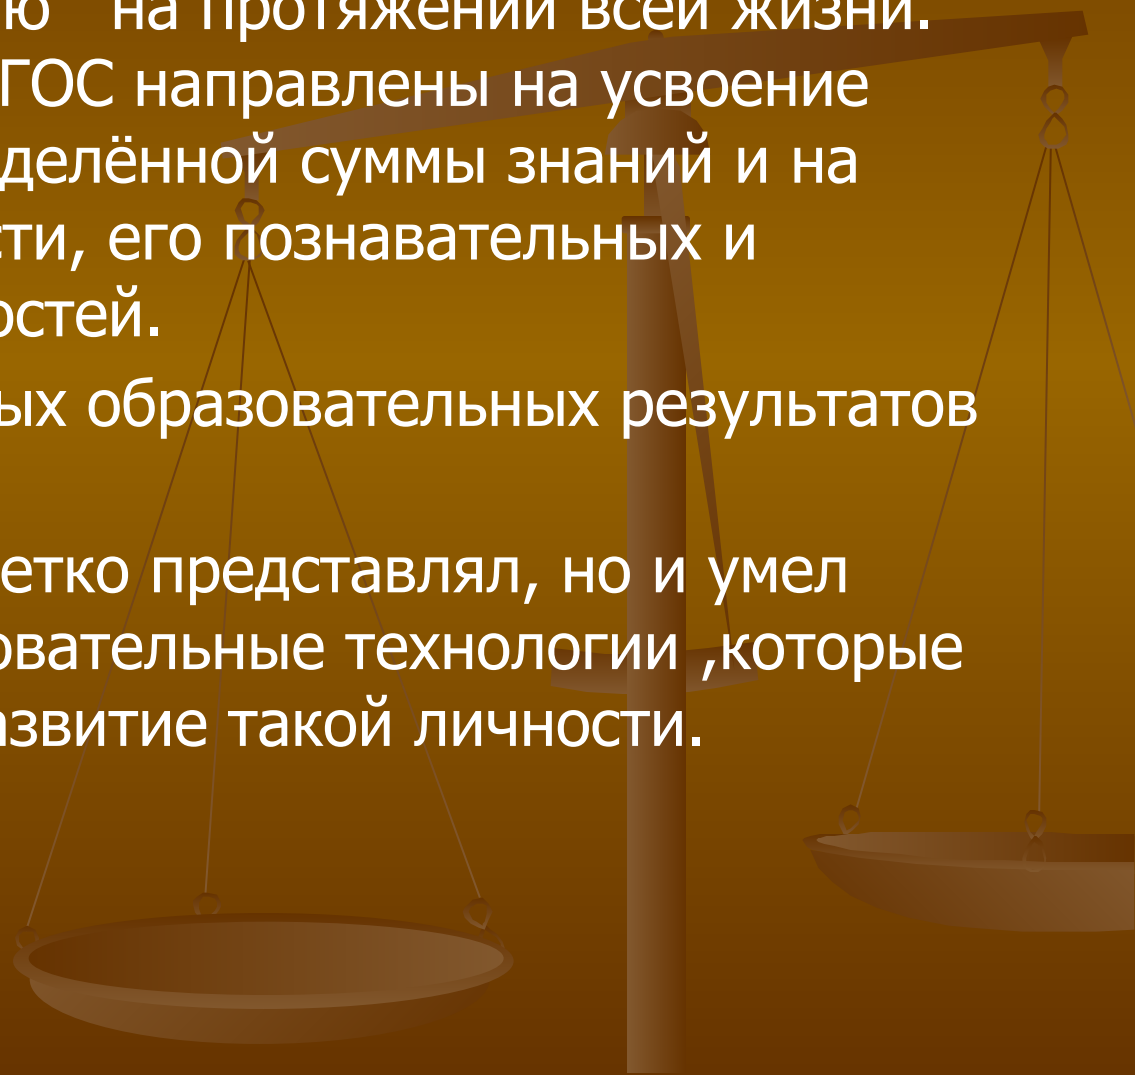 ю на протяжении всей жизни.
ГОС направлены на усвоение
делённой суммы знаний и на
сти, его познавательных и
остей.
ых образовательных результатов
етко представлял, но и умел
овательные технологии ,которые
азвитие такой личности.